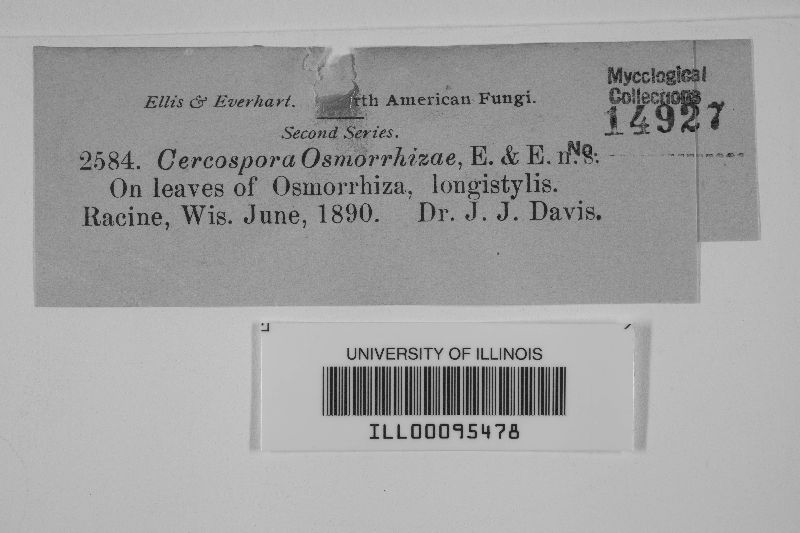 Ellis & Everhart. rth American Fungi.
Second Series.
Mycological
Collections
No. 14927
2584. Cercospora Osmorrhizae, E. & E. n. s.
On leaves of Osmorrhiza, longistylis.
Racine, Wis. June, 1890. Dr. J. J. Davis.
UNIVERSITY OF ILLINOIS
ILL00095478